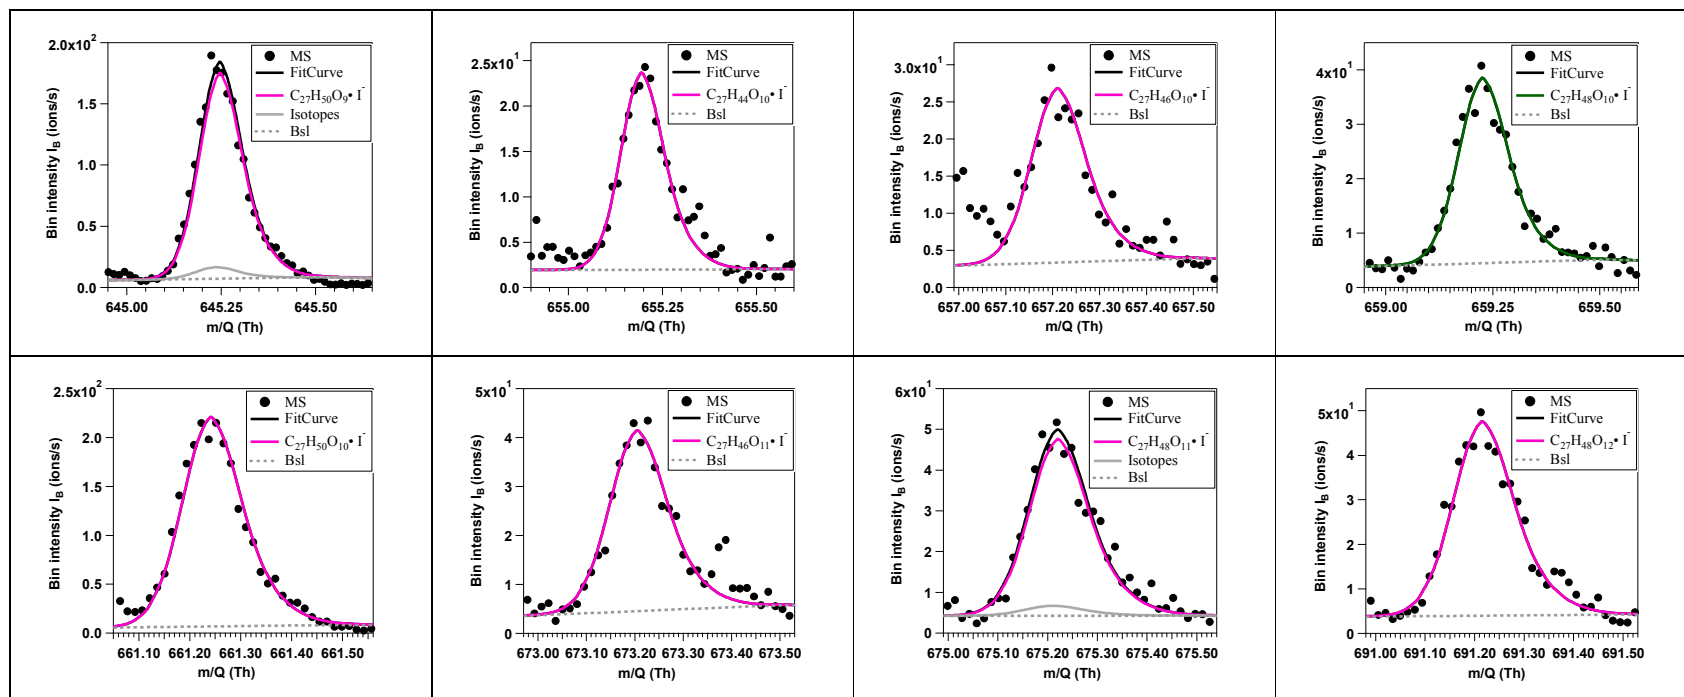 2.0x10²
1.5
1.0
0.5
0.0
Bin intensity I_B (ions/s)
645.00 645.25 645.50
m/Q (Th)
MS
FitCurve
C₂₇H₅₀O₉• I⁻
Isotopes
Bsl
2.5x10¹
2.0
1.5
1.0
0.5
0.0
Bin intensity I_B (ions/s)
655.00 655.25 655.50
m/Q (Th)
MS
FitCurve
C₂₇H₄₄O₁₀• I⁻
Bsl
3.0x10¹
2.5
2.0
1.5
1.0
0.5
0.0
Bin intensity I_B (ions/s)
657.00 657.10 657.20 657.30 657.40 657.50
m/Q (Th)
MS
FitCurve
C₂₇H₄₆O₁₀• I⁻
Bsl
4x10¹
3
2
1
0
Bin intensity I_B (ions/s)
659.00 659.25 659.50
m/Q (Th)
MS
FitCurve
C₂₇H₄₈O₁₀• I⁻
Bsl
2.5x10²
2.0
1.5
1.0
0.5
0.0
Bin intensity I_B (ions/s)
661.10 661.20 661.30 661.40 661.50
m/Q (Th)
MS
FitCurve
C₂₇H₅₀O₁₀• I⁻
Bsl
5x10¹
4
3
2
1
0
Bin intensity I_B (ions/s)
673.00 673.10 673.20 673.30 673.40 673.50
m/Q (Th)
MS
FitCurve
C₂₇H₄₆O₁₁• I⁻
Bsl
6x10¹
5
4
3
2
1
0
Bin intensity I_B (ions/s)
675.00 675.10 675.20 675.30 675.40 675.50
m/Q (Th)
MS
FitCurve
C₂₇H₄₈O₁₁• I⁻
Isotopes
Bsl
5x10¹
4
3
2
1
0
Bin intensity I_B (ions/s)
691.00 691.10 691.20 691.30 691.40 691.50
m/Q (Th)
MS
FitCurve
C₂₇H₄₈O₁₂• I⁻
Bsl